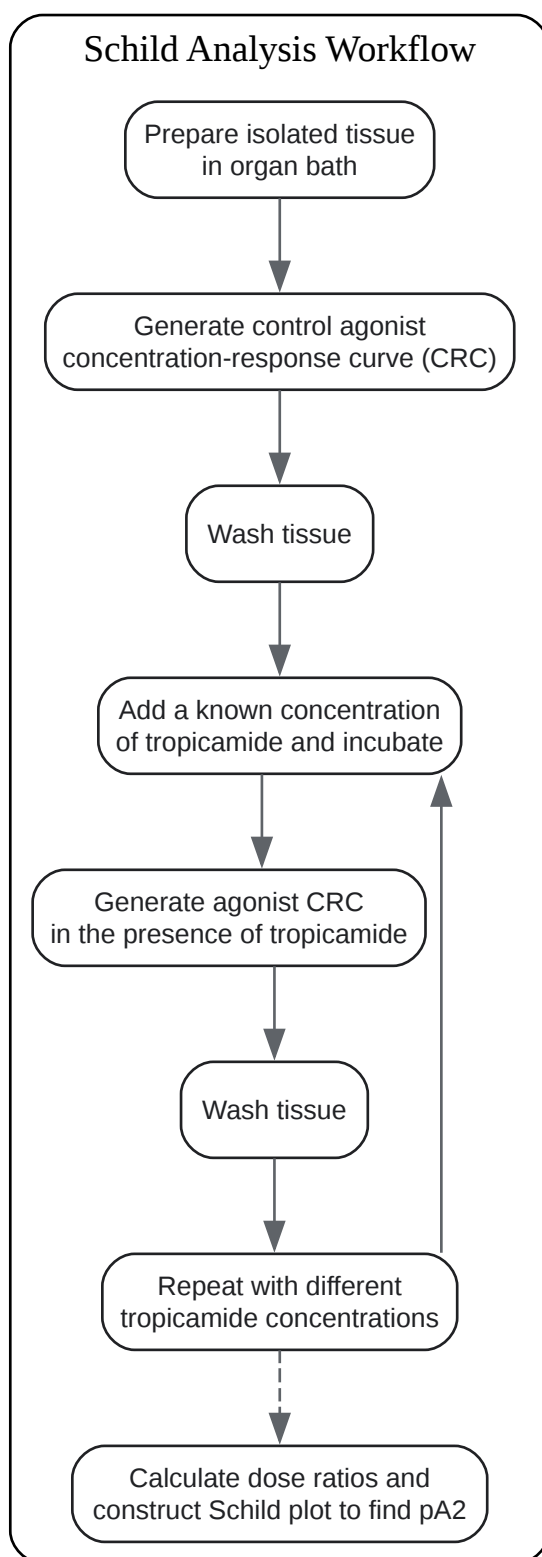 Schild Analysis Workflow
Prepare isolated tissue
in organ bath
Generate control agonist
concentration-response curve (CRC)
Wash tissue
Add a known concentration
of tropicamide and incubate
Generate agonist CRC
in the presence of tropicamide
Wash tissue
Repeat with different
tropicamide concentrations
Calculate dose ratios and
construct Schild plot to find pA2